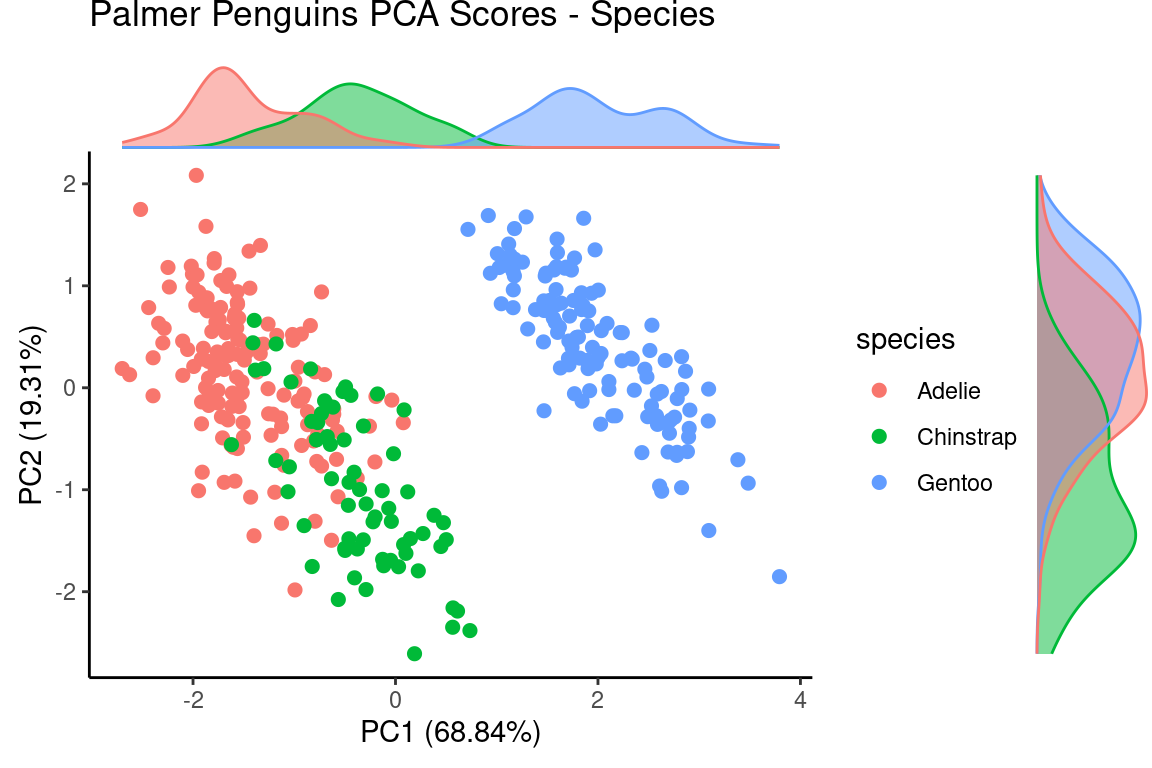 Palmer Penguins PCA Scores - Species
2
1
0
-1
-2
PC2 (19.31%)
-2
0
2
4
PC1 (68.84%)
species
Adelie
Chinstrap
Gentoo